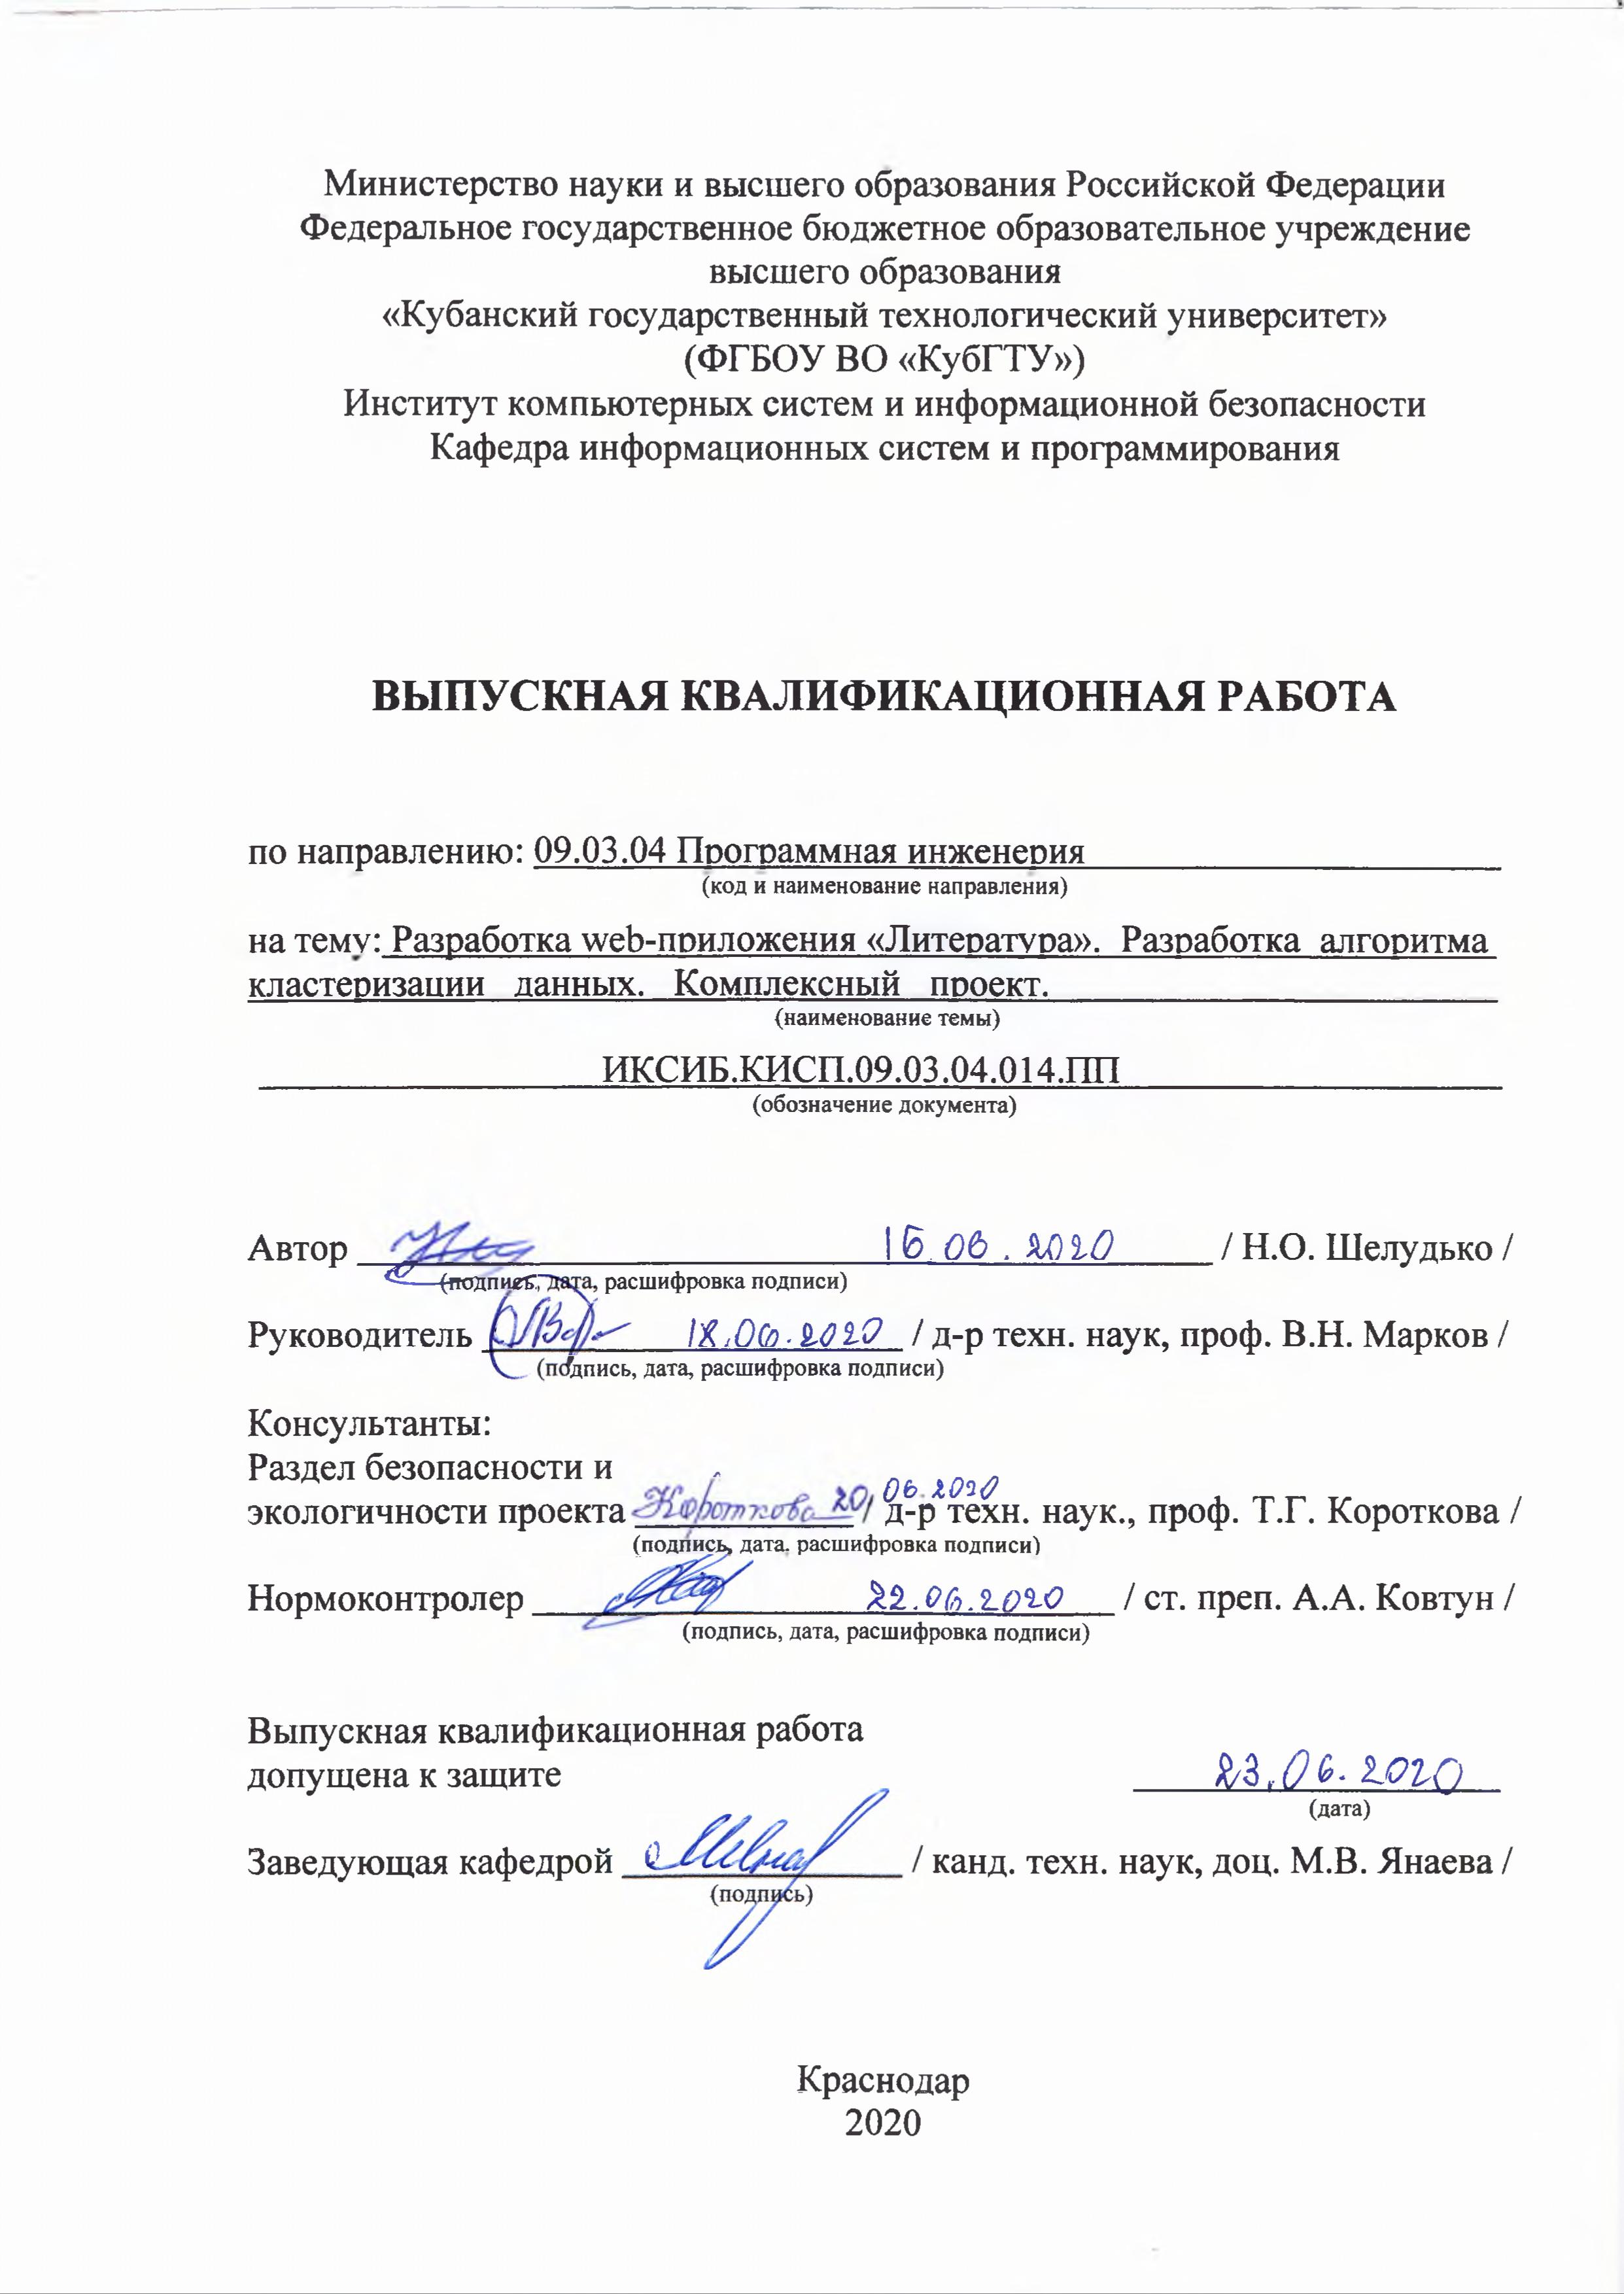 Министерство науки и высшего образования Российской Федерации
Федеральное государственное бюджетное образовательное учреждение
высшего образования
«Кубанский государственный технологический университет»
(ФГБОУ ВО «КубГТУ»)
Институт компьютерных систем и информационной безопасности
Кафедра информационных систем и программирования
ВЫПУСКНАЯ КВАЛИФИКАЦИОННАЯ РАБОТА
по направлению: 09.03.04 Программная инженерия
(код и наименование направления)
на тему: Разработка web-приложения «Литература». Разработка алгоритма
кластеризации данных. Комплексный проект.
(наименование темы)
ИКСИБ.КИСП.09.03.04.014.ПП
(обозначение документа)
Автор 16.06.2020 / Н.О. Шелудько /
(подпись, дата, расшифровка подписи)
Руководитель 18.06.2020 / д-р техн. наук, проф. В.Н. Марков /
(подпись, дата, расшифровка подписи)
Консультанты:
Раздел безопасности и
экологичности проекта Короткова 20.06.2020 / д-р техн. наук., проф. Т.Г. Короткова /
(подпись, дата, расшифровка подписи)
Нормоконтролер 22.06.2020 / ст. преп. А.А. Ковтун /
(подпись, дата, расшифровка подписи)
Выпускная квалификационная работа
допущена к защите 23.06.2020
(дата)
Заведующая кафедрой / канд. техн. наук, доц. М.В. Янаева /
(подпись)
Краснодар
2020